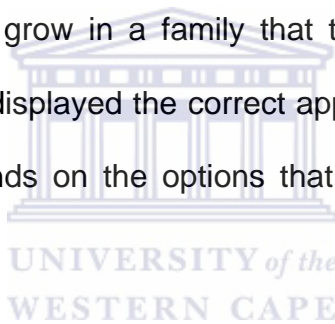 grow in a family that t
displayed the correct app
nds on the options that
UNIVERSITY of the
WESTERN CAPE